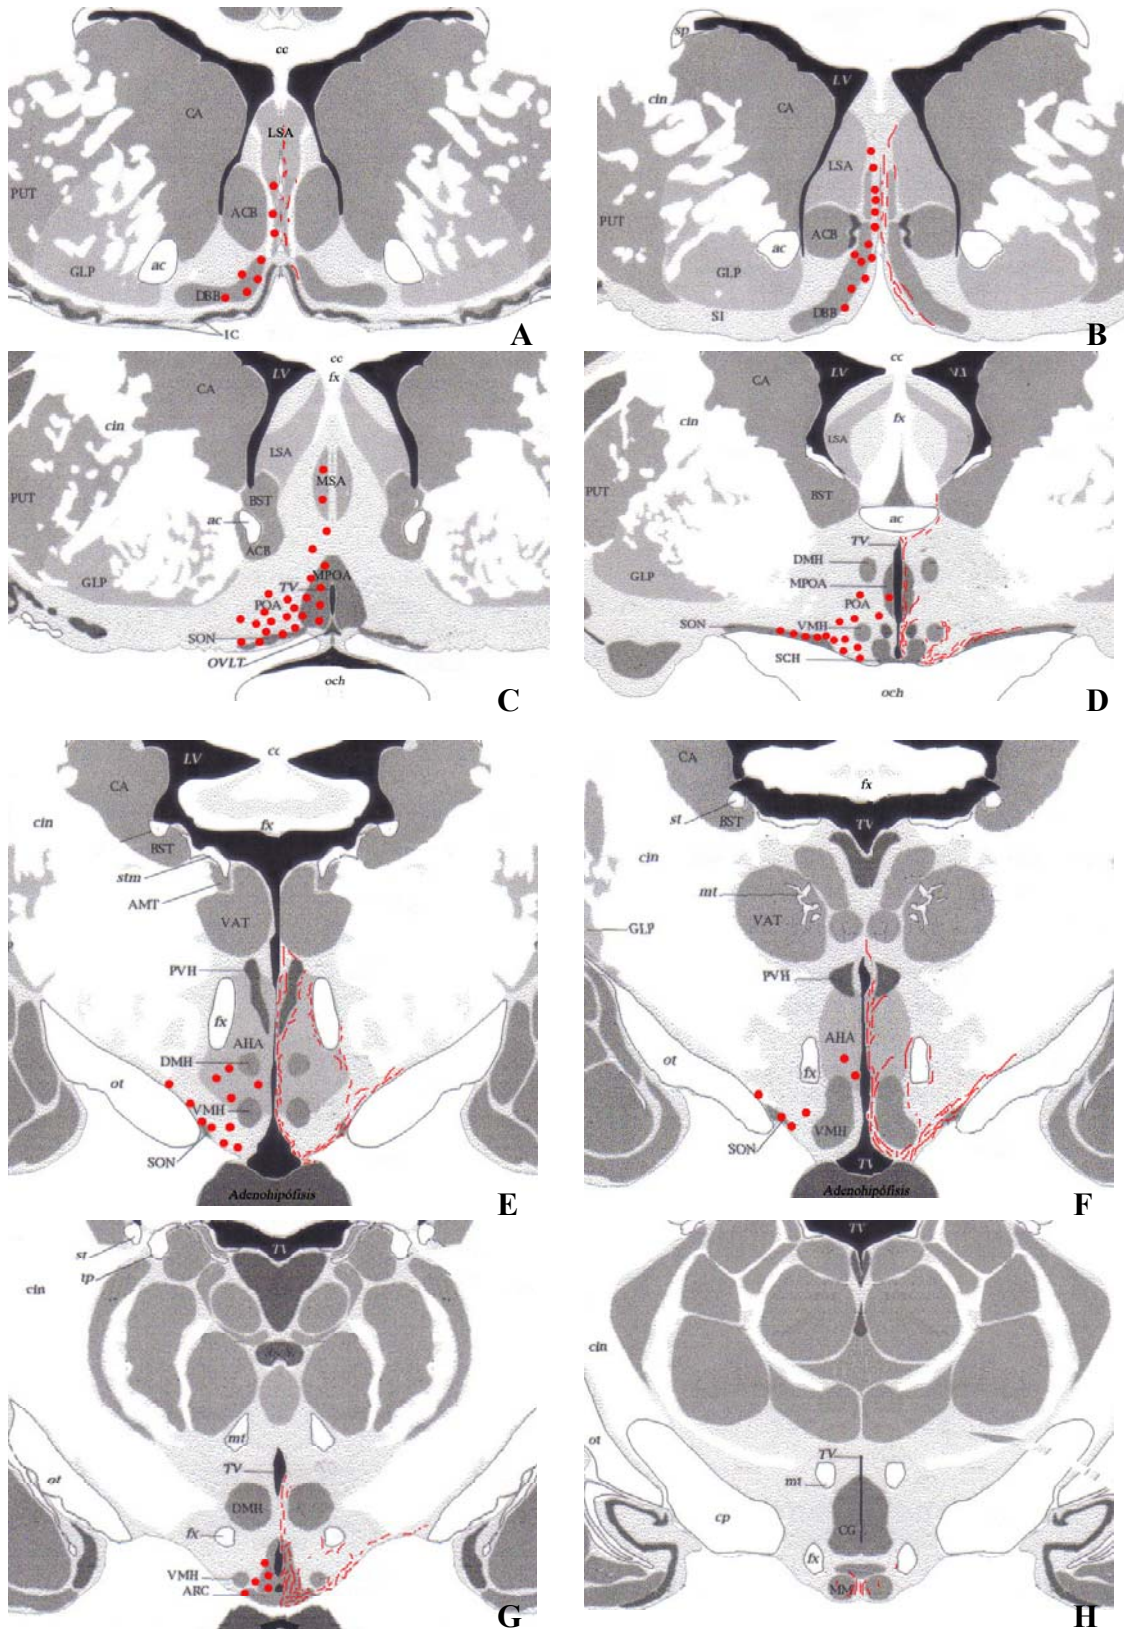 cc
CA
LSA
PUT
ACB
ac
GLP
DBB
IC
A
sp
LV
cin
CA
LSA
PUT
ACB
ac
GLP
DBB
SI
B
cc
LV
fx
CA
cin
LSA
PUT
MSA
BST
ac
ACB
GLP
MPOA
TV
POA
SON
OVLT
och
C
cc
LV
LV
CA
cin
fx
LSA
PUT
BST
ac
TV
DMH
GLP
MPOA
POA
SON
VMH
SCH
och
D
LV
cc
CA
cin
fx
BST
stm
AMT
VAT
PVH
fx
AHA
DMH
ot
VMH
SON
Adenohipófisis
E
CA
fx
st
BST
TV
cin
mt
VAT
GLP
PVH
AHA
ot
fx
SON
VMH
TV
Adenohipófisis
F
st
TV
cin
mt
TV
ot
DMH
fx
VMH
ARC
G
TV
cin
ot
TV
mt
cp
CG
fx
MM
H